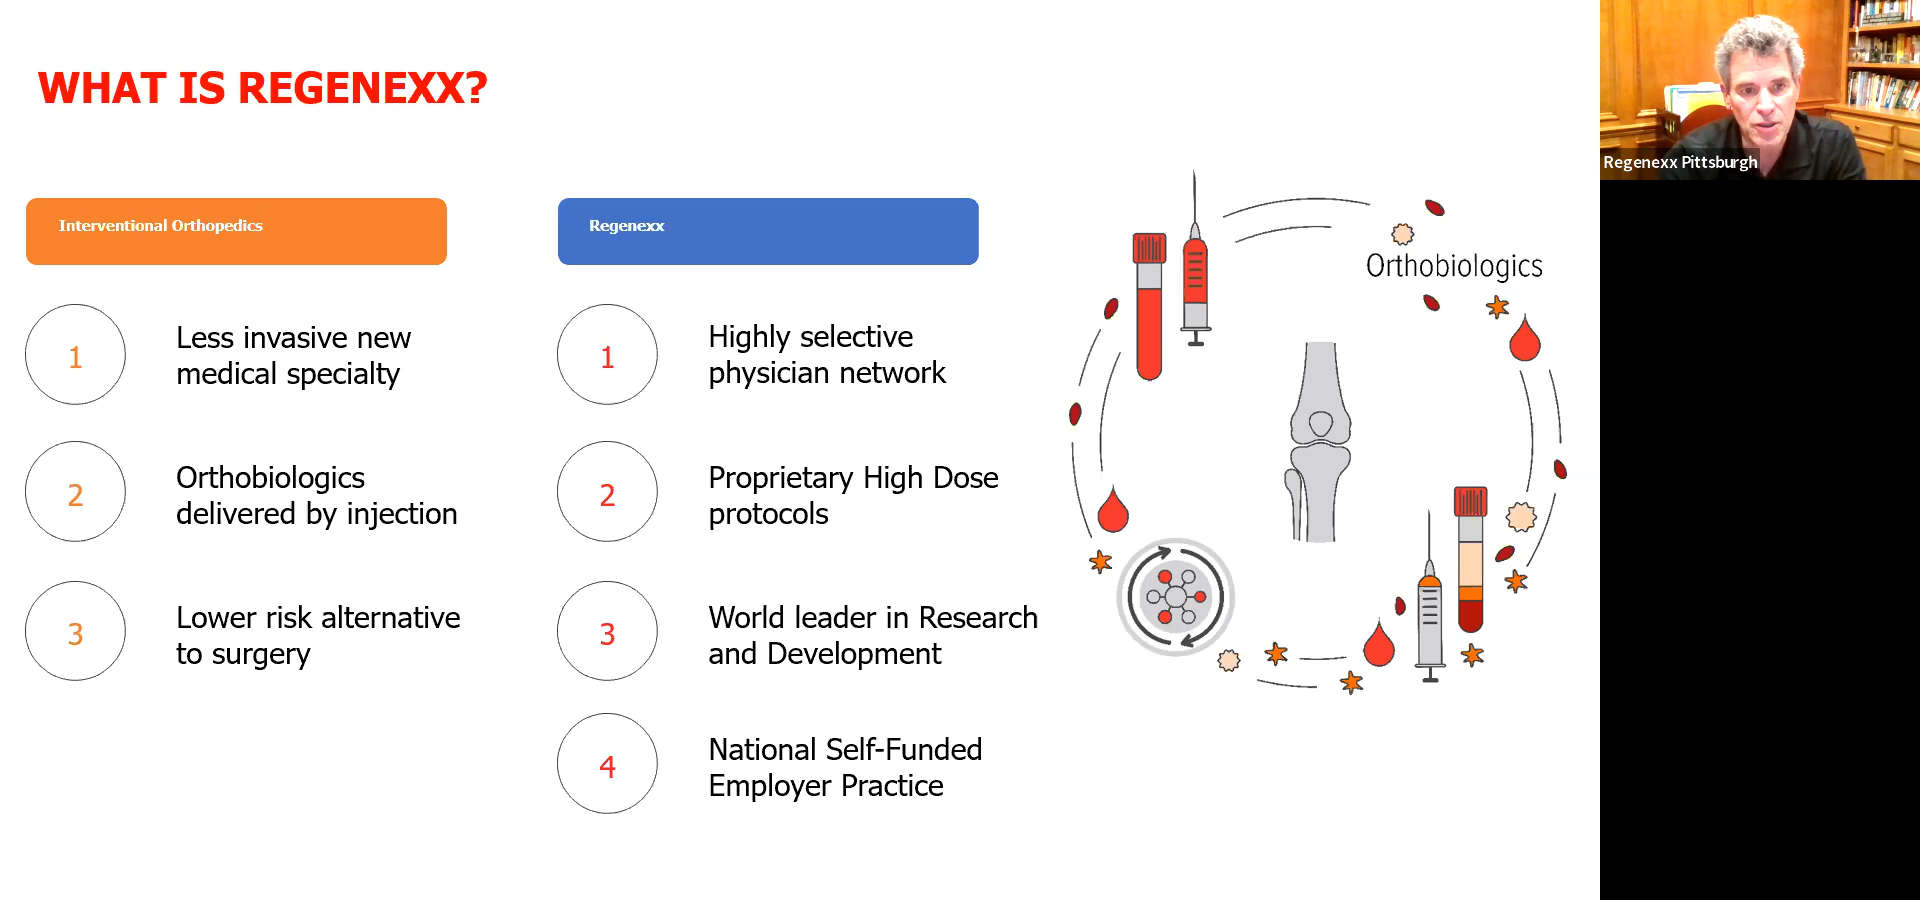 WHAT IS REGENEXX?
Interventional Orthopedics
1
Less invasive new
medical specialty
2
Orthobiologics
delivered by injection
3
Lower risk alternative
to surgery
Regenexx
1
Highly selective
physician network
2
Proprietary High Dose
protocols
3
World leader in Research
and Development
4
National Self-Funded
Employer Practice
Orthobiologics
Regenexx Pittsburgh